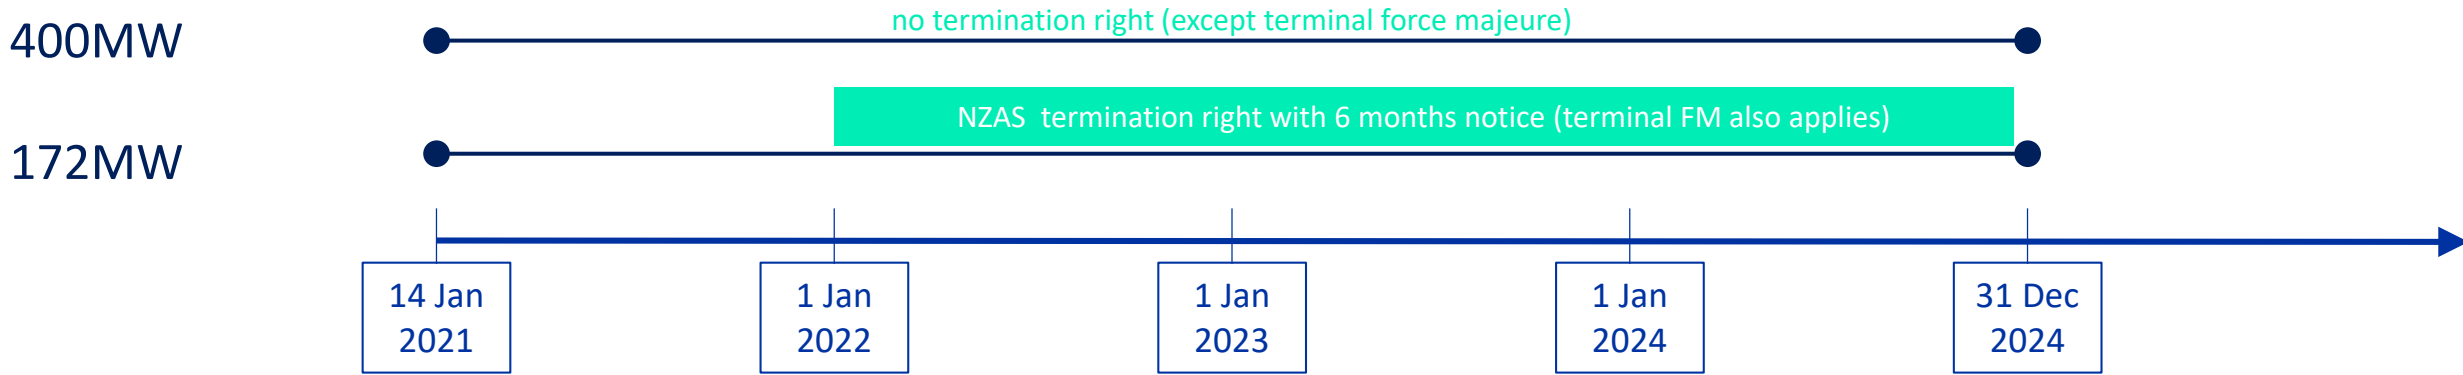 no termination right (except terminal force majeure)
400MW
NZAS termination right with 6 months notice (terminal FM also applies)
172MW
14 Jan
2021
1 Jan
2022
1 Jan
2023
1 Jan
2024
31 Dec
2024